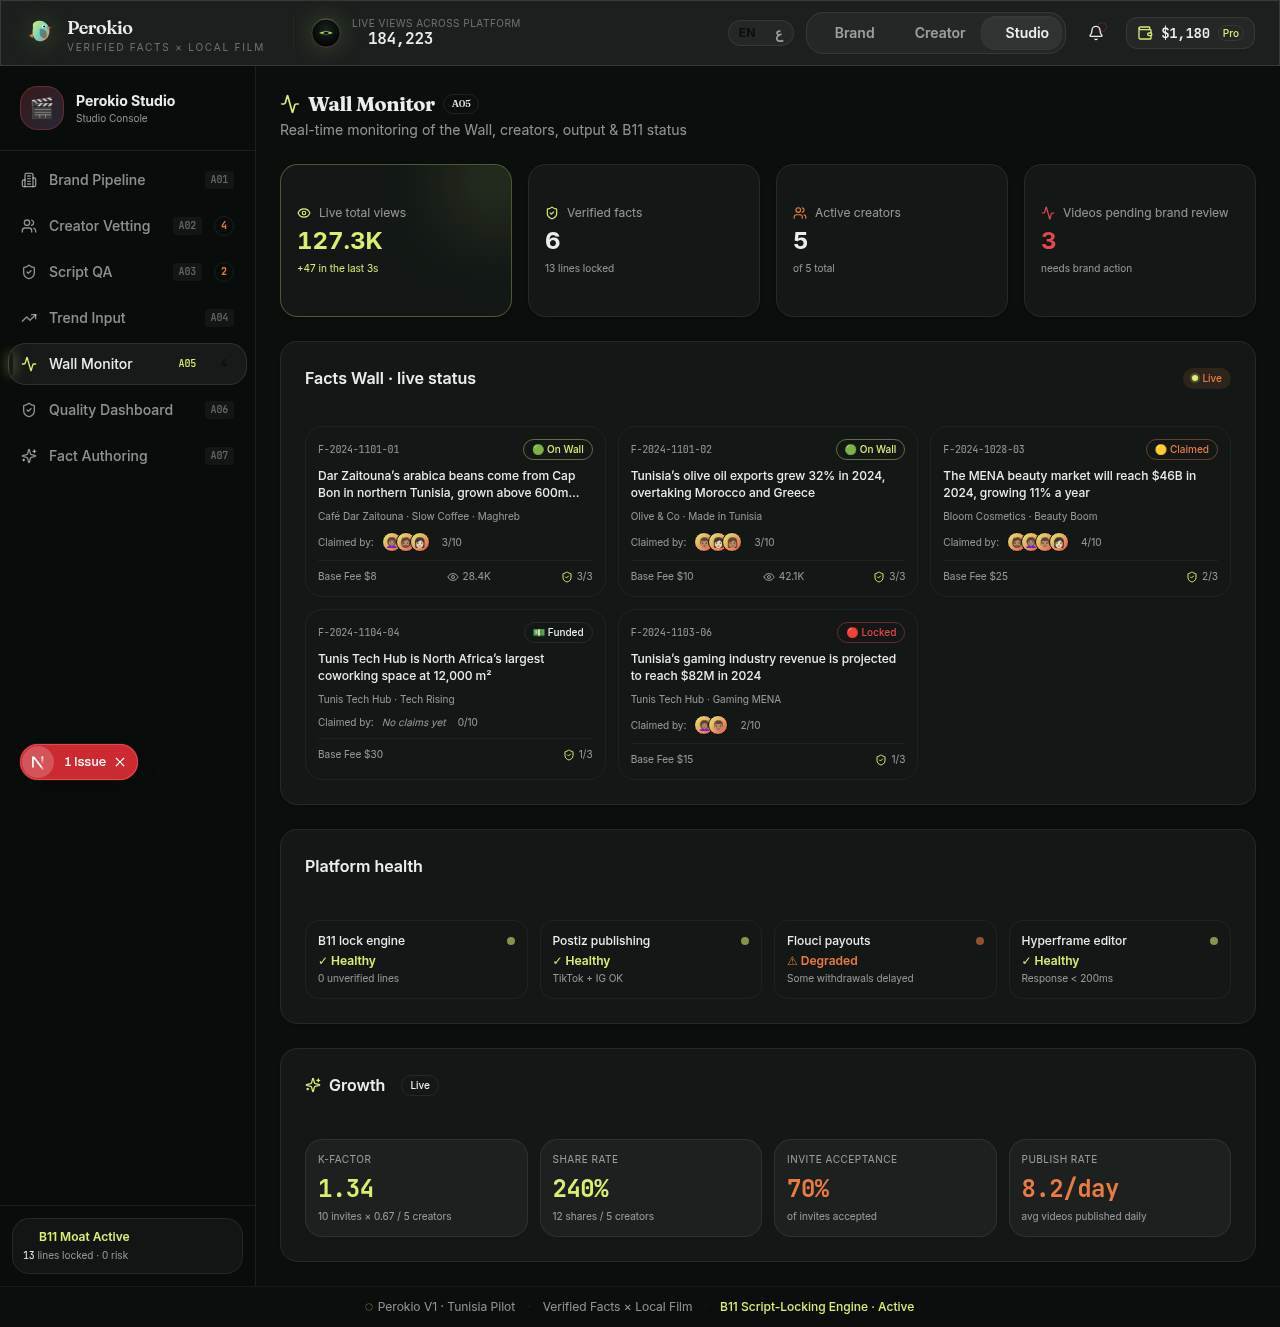 Perokio
VERIFIED FACTS × LOCAL FILM
LIVE VIEWS ACROSS PLATFORM
184,223
EN
ع
Brand
Creator
Studio
$1,180
Pro
Perokio Studio
Studio Console
Brand Pipeline A01
Creator Vetting A02 4
Script QA A03 2
Trend Input A04
Wall Monitor A05 4
Quality Dashboard A06
Fact Authoring A07
N 1 Issue
B11 Moat Active
13 lines locked · 0 risk
Wall Monitor A05
Real-time monitoring of the Wall, creators, output & B11 status
Live total views
127.3K
+47 in the last 3s
Verified facts
6
13 lines locked
Active creators
5
of 5 total
Videos pending brand review
3
needs brand action
Facts Wall · live status
Live
F-2024-1101-01 On Wall
Dar Zaitouna’s arabica beans come from Cap
Bon in northern Tunisia, grown above 600m…
Café Dar Zaitouna · Slow Coffee · Maghreb
Claimed by: 3/10
Base Fee $8 28.4K 3/3
F-2024-1101-02 On Wall
Tunisia’s olive oil exports grew 32% in 2024,
overtaking Morocco and Greece
Olive & Co · Made in Tunisia
Claimed by: 3/10
Base Fee $10 42.1K 3/3
F-2024-1028-03 Claimed
The MENA beauty market will reach $46B in
2024, growing 11% a year
Bloom Cosmetics · Beauty Boom
Claimed by: 4/10
Base Fee $25 2/3
F-2024-1104-04 Funded
Tunis Tech Hub is North Africa’s largest
coworking space at 12,000 m²
Tunis Tech Hub · Tech Rising
Claimed by: No claims yet 0/10
Base Fee $30 1/3
F-2024-1103-06 Locked
Tunisia’s gaming industry revenue is projected
to reach $82M in 2024
Tunis Tech Hub · Gaming MENA
Claimed by: 2/10
Base Fee $15 1/3
Platform health
B11 lock engine
✓ Healthy
0 unverified lines
Postiz publishing
✓ Healthy
TikTok + IG OK
Flouci payouts
⚠ Degraded
Some withdrawals delayed
Hyperframe editor
✓ Healthy
Response < 200ms
Growth Live
K-FACTOR
1.34
10 invites × 0.67 / 5 creators
SHARE RATE
240%
12 shares / 5 creators
INVITE ACCEPTANCE
70%
of invites accepted
PUBLISH RATE
8.2/day
avg videos published daily
Perokio V1 · Tunisia Pilot · Verified Facts × Local Film · B11 Script-Locking Engine · Active